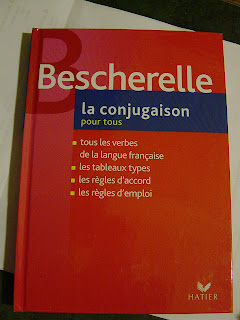 B
Bescherelle
la conjugaison
pour tous
tous les verbes
de la langue française
les tableaux types
les règles d'accord
les règles d'emploi
HATIER